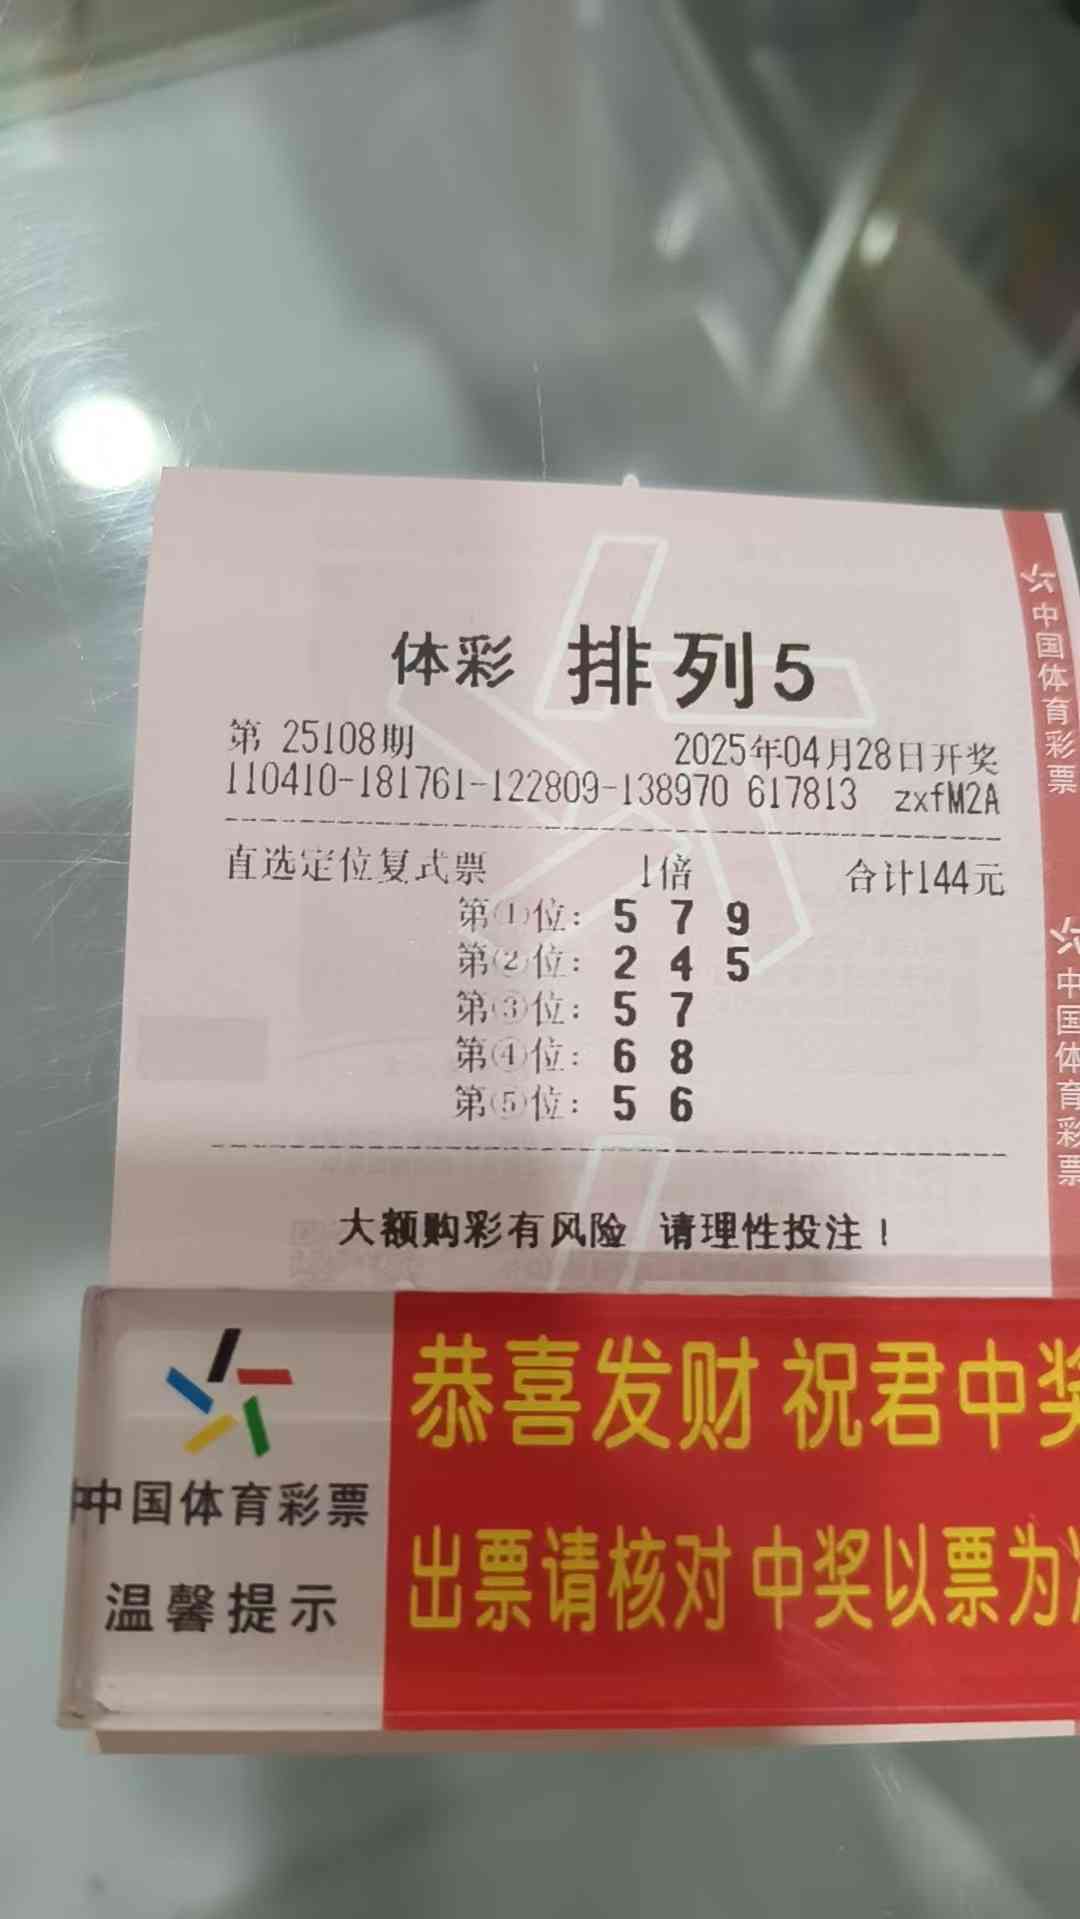 体彩 排列5
第 25108期 2025年04月28日开奖
110410-181761-122809-138970 617813 zxfM2A
直选定位复式票 1倍 合计144元
第①位: 5 7 9
第②位: 2 4 5
第③位: 5 7
第④位: 6 8
第⑤位: 5 6
大额购彩有风险 请理性投注!
中国体育彩票
中国体育彩票
恭喜发财 祝君中奖
出票请核对 中奖以票为
中国体育彩票
温馨提示